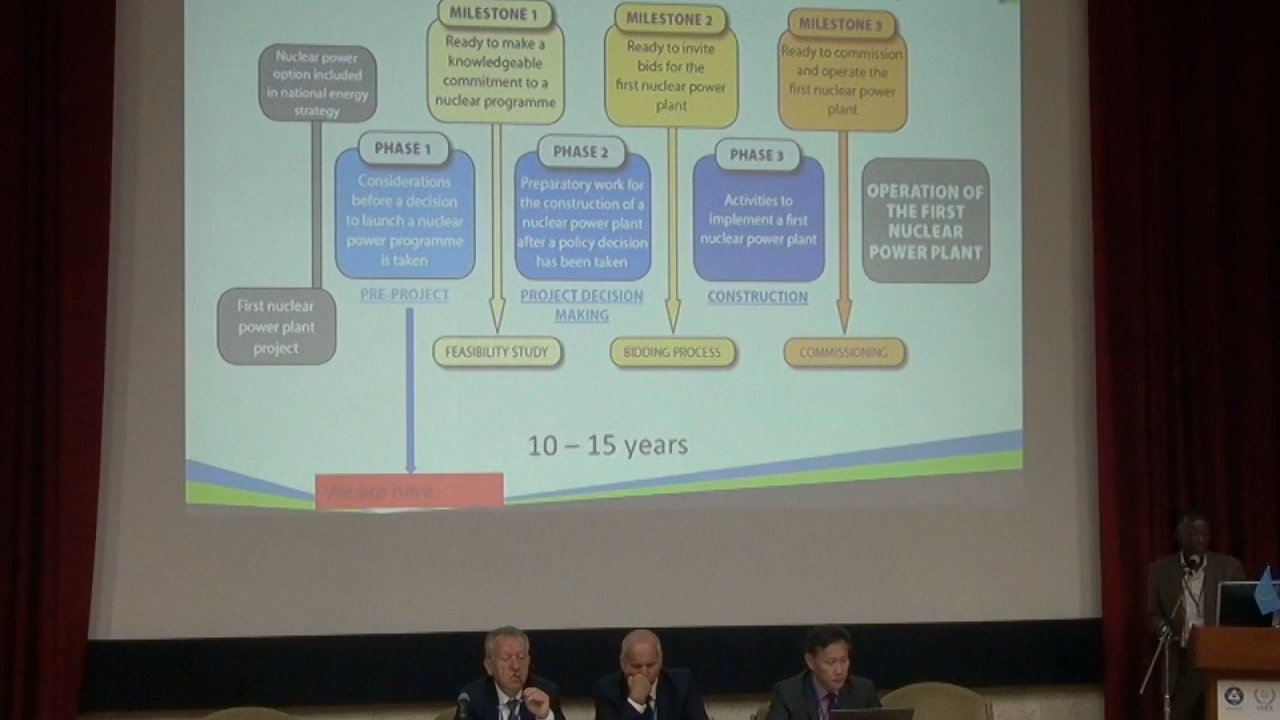 MILESTONE 1
Ready to make a
knowledgeable
commitment to a
nuclear programme
MILESTONE 2
Ready to invite
bids for the
first nuclear power
plant
MILESTONE 3
Ready to commission
and operate the
first nuclear power
plant
Nuclear power
option included
in national energy
strategy
PHASE 1
Considerations
before a decision
to launch a nuclear
power programme
is taken
PHASE 2
Preparatory work for
the construction of a
nuclear power plant
after a policy decision
has been taken
PHASE 3
Activities to
implement a first
nuclear power plant
OPERATION OF
THE FIRST
NUCLEAR
POWER PLANT
PRE-PROJECT
PROJECT DECISION
MAKING
CONSTRUCTION
First nuclear
power plant
project
FEASIBILITY STUDY
BIDDING PROCESS
COMMISSIONING
10 – 15 years
We are here
IAEA